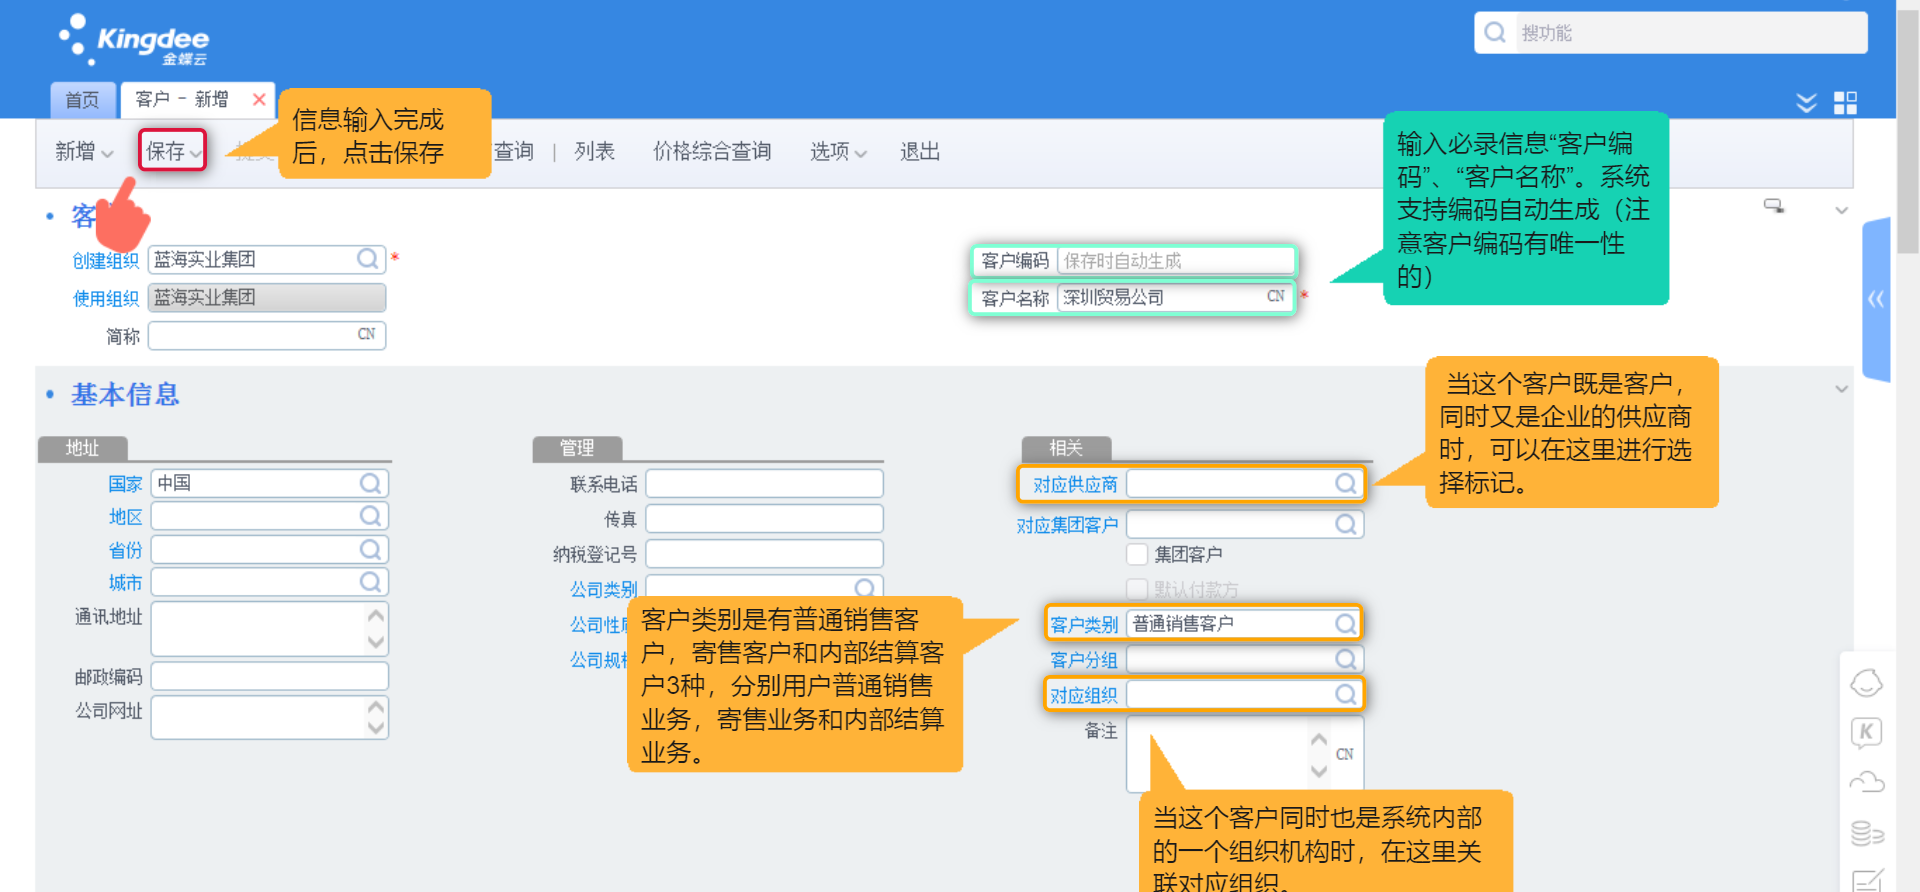 Kingdee
金蝶云
搜功能
首页
客户 - 新增
新增
保存
信息输入完成
后，点击保存
查询
列表
价格综合查询
选项
退出
输入必录信息“客户编
码”、“客户名称”。系统
支持编码自动生成（注
意客户编码有唯一性
的）
客
创建组织 蓝海实业集团 *
使用组织 蓝海实业集团
简称 CN
客户编码 保存时自动生成
客户名称 深圳贸易公司 CN *
基本信息
地址
国家 中国
地区
省份
城市
通讯地址
邮政编码
公司网址
管理
联系电话
传真
纳税登记号
公司类别
公司性
公司规
客户类别是有普通销售客
户，寄售客户和内部结算客
户3种，分别用户普通销售
业务，寄售业务和内部结算
业务。
相关
对应供应商
对应集团客户
集团客户
默认付款方
客户类别 普通销售客户
客户分组
对应组织
备注 CN
当这个客户既是客户，
同时又是企业的供应商
时，可以在这里进行选
择标记。
当这个客户同时也是系统内部
的一个组织机构时，在这里关
联对应组织。